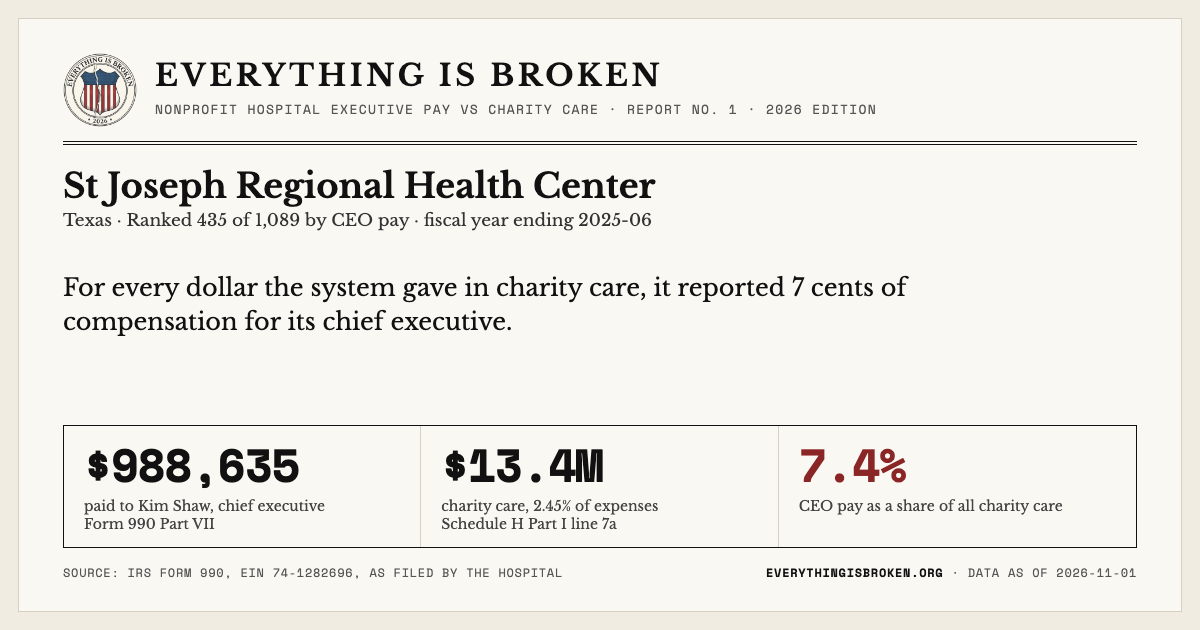 EVERYTHING IS BROKEN
2026
EVERYTHING IS BROKEN
NONPROFIT HOSPITAL EXECUTIVE PAY VS CHARITY CARE · REPORT NO. 1 · 2026 EDITION
St Joseph Regional Health Center
Texas · Ranked 435 of 1,089 by CEO pay · fiscal year ending 2025-06
For every dollar the system gave in charity care, it reported 7 cents of
compensation for its chief executive.
$988,635
paid to Kim Shaw, chief executive
Form 990 Part VII
$13.4M
charity care, 2.45% of expenses
Schedule H Part I line 7a
7.4%
CEO pay as a share of all charity care
SOURCE: IRS FORM 990, EIN 74-1282696, AS FILED BY THE HOSPITAL
EVERYTHINGISBROKEN.ORG · DATA AS OF 2026-11-01